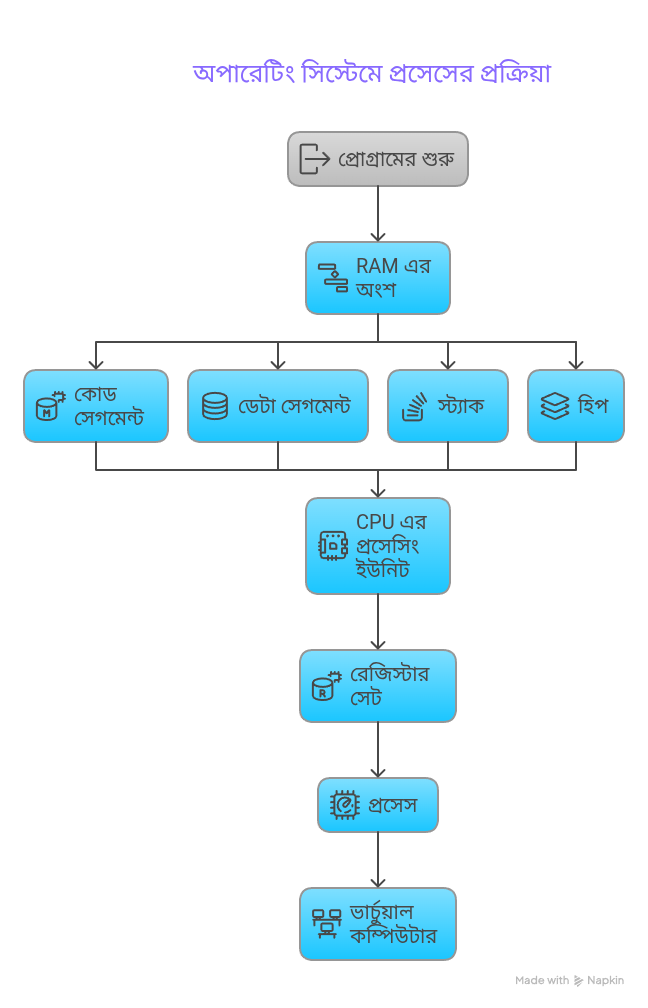 অপারেটিং সিস্টেমে প্রসেসের প্রক্রিয়া
প্রোগ্রামের শুরু
RAM এর
অংশ
কোড
সেগমেন্ট
ডেটা সেগমেন্ট
স্ট্যাক
হিপ
CPU এর
প্রসেসিং
ইউনিট
রেজিস্টার
সেট
প্রসেস
ভার্চুয়াল
কম্পিউটার
Made with Napkin